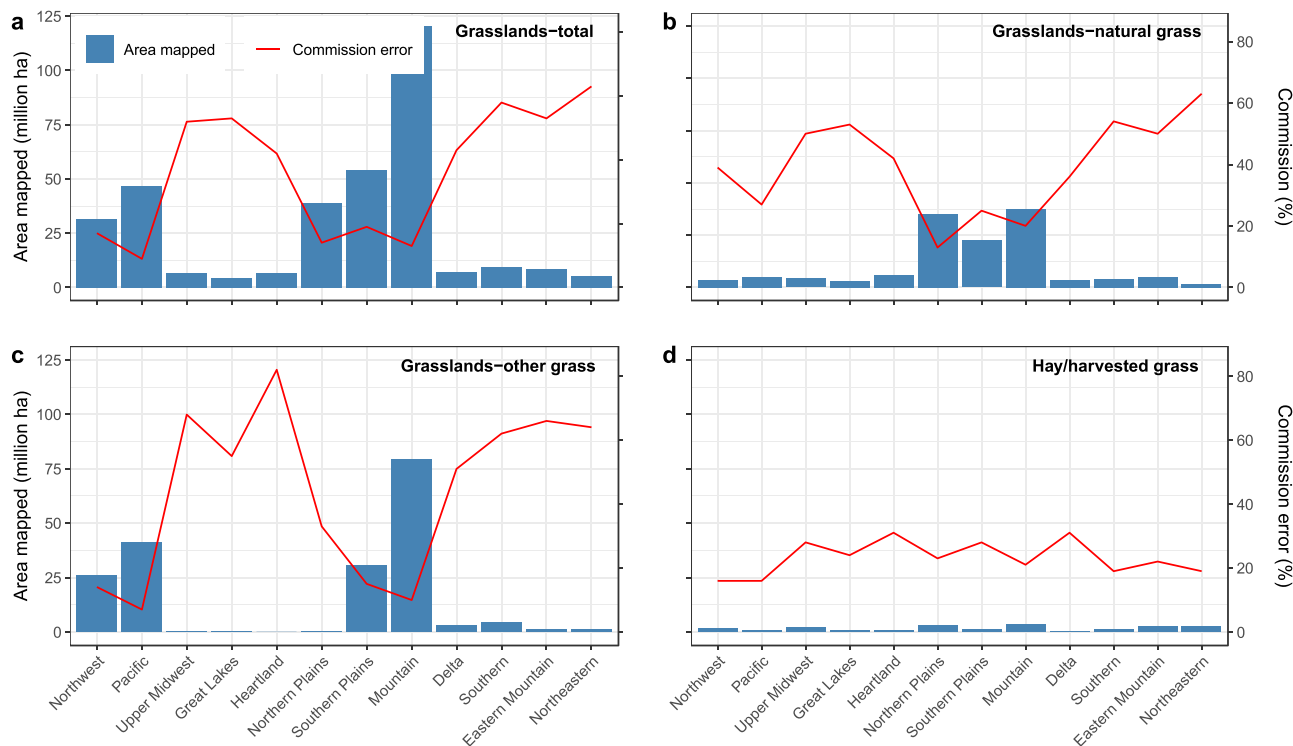 a
Grasslands−total
Area mapped
Commission error
Area mapped (million ha)
125
100
75
50
25
0
b
Grasslands−natural grass
Commission (%)
80
60
40
20
0
c
Grasslands−other grass
Area mapped (million ha)
125
100
75
50
25
0
Northwest
Pacific
Upper Midwest
Great Lakes
Heartland
Northern Plains
Southern Plains
Mountain
Delta
Southern
Eastern Mountain
Northeastern
d
Hay/harvested grass
Commission error (%)
80
60
40
20
0
Northwest
Pacific
Upper Midwest
Great Lakes
Heartland
Northern Plains
Southern Plains
Mountain
Delta
Southern
Eastern Mountain
Northeastern